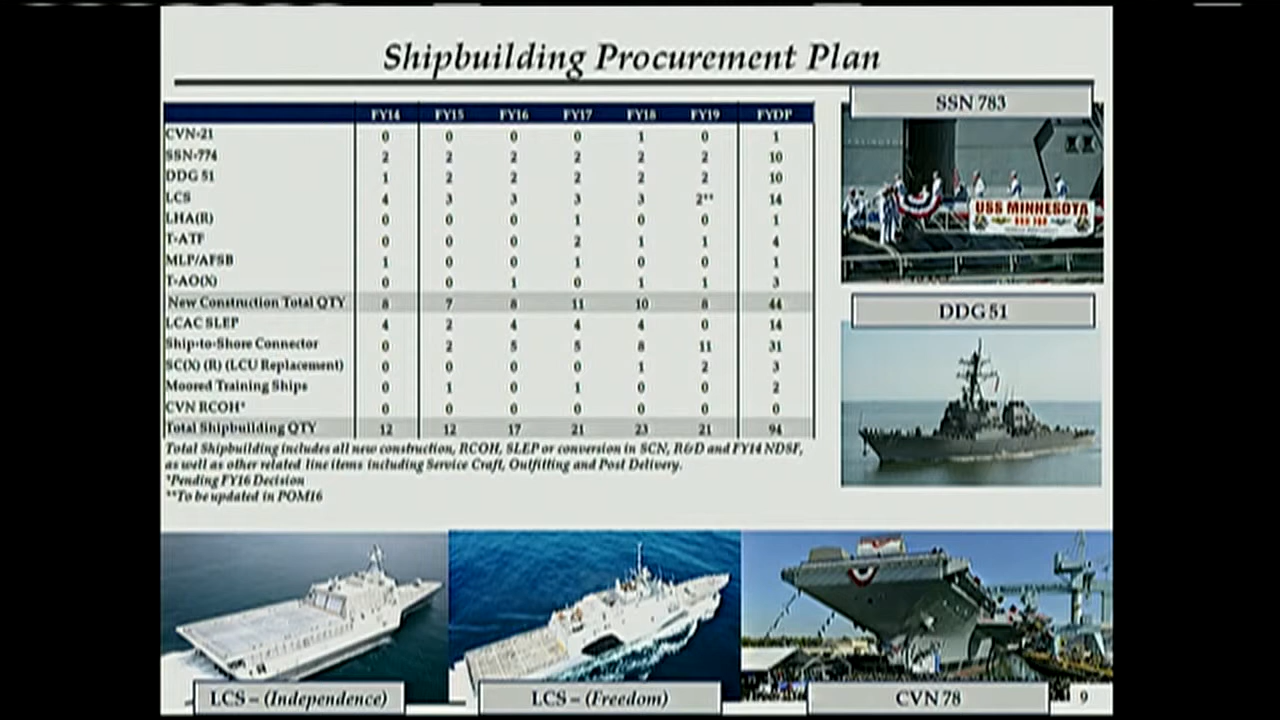 Shipbuilding Procurement Plan
FY14 FY15 FY16 FY17 FY18 FY19 FYDP
CVN-21 0 0 0 0 1 0 1
SSN-774 2 2 2 2 2 2 10
DDG 51 1 2 2 2 2 2 10
LCS 4 3 3 3 3 2** 14
LHA(R) 0 0 0 1 0 0 1
T-ATF 0 0 0 2 1 1 4
MLP/AFSB 1 0 0 1 0 0 1
T-AO(X) 0 0 1 0 1 1 3
New Construction Total QTY 8 7 8 11 10 8 44
LCAC SLEP 4 2 4 4 4 0 14
Ship-to-Shore Connector 0 2 5 5 8 11 31
SC(X) (R) (LCU Replacement) 0 0 0 0 1 2 3
Moored Training Ships 0 1 0 1 0 0 2
CVN RCOH* 0 0 0 0 0 0 0
Total Shipbuilding QTY 12 12 17 21 23 21 94
Total Shipbuilding includes all new construction, RCOH, SLEP or conversion in SCN, R&D and FY14 NDSF,
as well as other related line items including Service Craft, Outfitting and Post Delivery.
*Pending FY16 Decision
**To be updated in POM16
SSN 783
USS MINNESOTA
DDG 51
LCS – (Independence)
LCS – (Freedom)
CVN 78
9